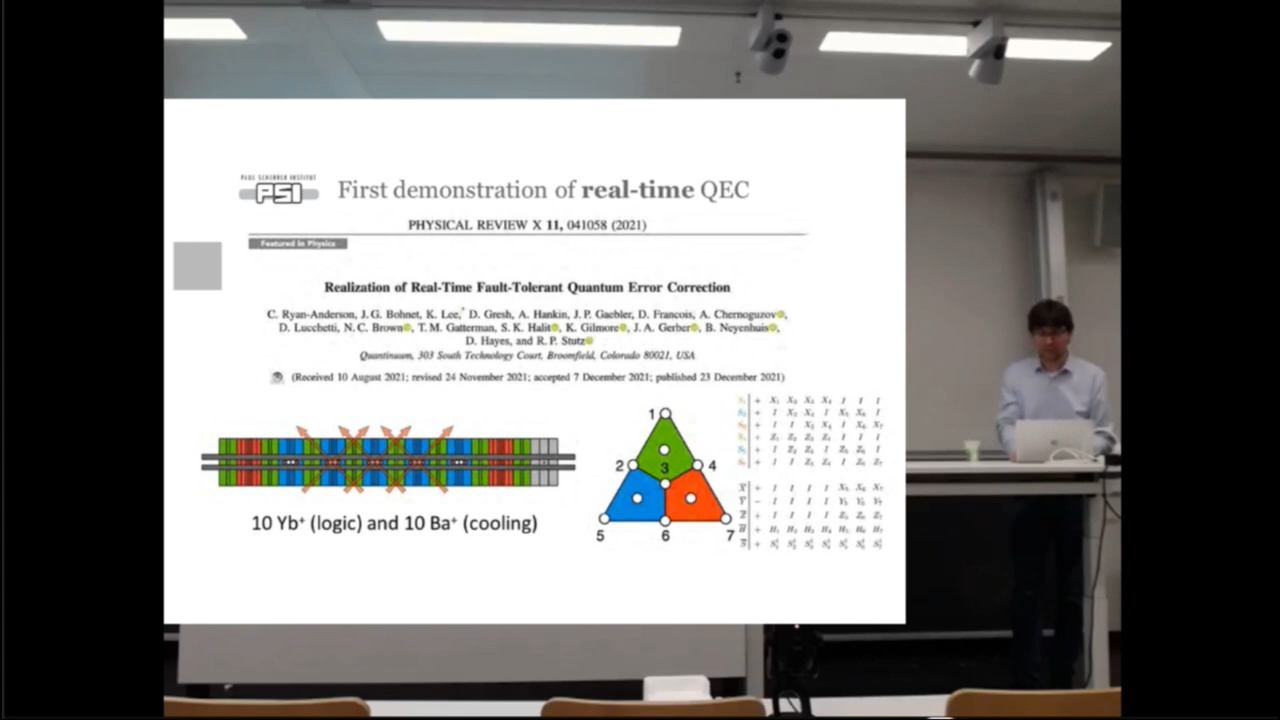 PAUL SCHERRER INSTITUT
PSI
First demonstration of real-time QEC
PHYSICAL REVIEW X 11, 041058 (2021)
Featured in Physics
Realization of Real-Time Fault-Tolerant Quantum Error Correction
C. Ryan-Anderson, J. G. Bohnet, K. Lee,* D. Gresh, A. Hankin, J. P. Gaebler, D. Francois, A. Chernoguzov,
D. Lucchetti, N. C. Brown, T. M. Gatterman, S. K. Halit, K. Gilmore, J. A. Gerber, B. Neyenhuis,
D. Hayes, and R. P. Stutz
Quantinuum, 303 South Technology Court, Broomfield, Colorado 80021, USA
(Received 10 August 2021; revised 24 November 2021; accepted 7 December 2021; published 23 December 2021)
10 Yb⁺ (logic) and 10 Ba⁺ (cooling)
1
2
3
4
5
6
7